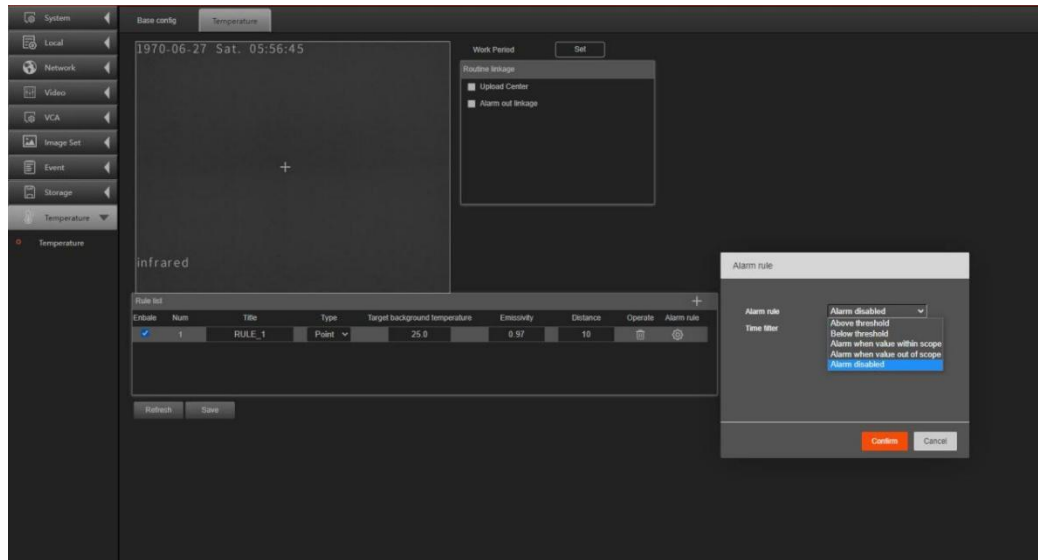 System
Local
Network
Video
VCA
Image Set
Event
Storage
Temperature
Temperature
Base config
Temperature
1970-06-27 Sat. 05:56:45
infrared
Work Period
Set
Routine linkage
Upload Center
Alarm out linkage
Rule list
+
Enbale Num Title Type Target background temperature Emissivity Distance Operate Alarm rule
1 RULE_1 Point 25.0 0.97 10
Refresh Save
Alarm rule
Alarm rule Alarm disabled
Time filter
Above threshold
Below threshold
Alarm when value within scope
Alarm when value out of scope
Alarm disabled
Confirm Cancel